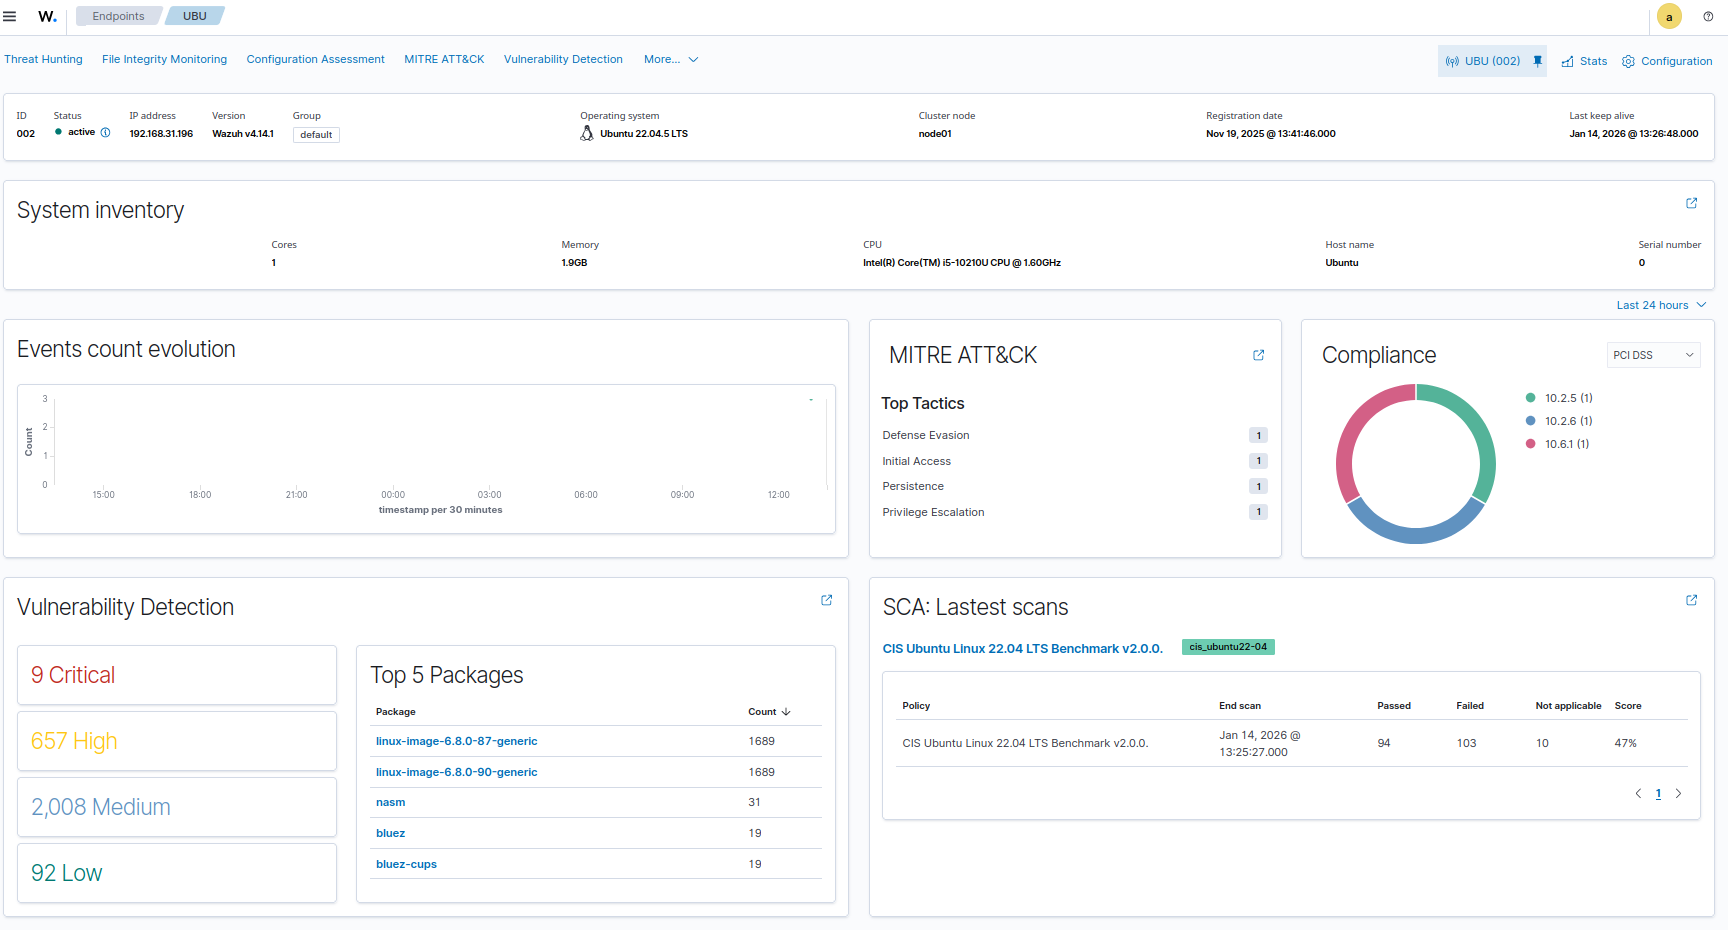 W. Endpoints UBU a
Threat Hunting File Integrity Monitoring Configuration Assessment MITRE ATT&CK Vulnerability Detection More... UBU (002) Stats Configuration
ID Status IP address Version Group Operating system Cluster node Registration date Last keep alive
002 active 192.168.31.196 Wazuh v4.14.1 default Ubuntu 22.04.5 LTS node01 Nov 19, 2025 @ 13:41:46.000 Jan 14, 2026 @ 13:26:48.000
System inventory
Cores Memory CPU Host name Serial number
1 1.9GB Intel(R) Core(TM) i5-10210U CPU @ 1.60GHz Ubuntu 0
Last 24 hours
Events count evolution
3
2
1
0
Count
15:00 18:00 21:00 00:00 03:00 06:00 09:00 12:00
timestamp per 30 minutes
MITRE ATT&CK
Top Tactics
Defense Evasion 1
Initial Access 1
Persistence 1
Privilege Escalation 1
Compliance PCI DSS
10.2.5 (1)
10.2.6 (1)
10.6.1 (1)
Vulnerability Detection
9 Critical
657 High
2,008 Medium
92 Low
Top 5 Packages
Package Count
linux-image-6.8.0-87-generic 1689
linux-image-6.8.0-90-generic 1689
nasm 31
bluez 19
bluez-cups 19
SCA: Lastest scans
CIS Ubuntu Linux 22.04 LTS Benchmark v2.0.0. cis_ubuntu22-04
Policy End scan Passed Failed Not applicable Score
CIS Ubuntu Linux 22.04 LTS Benchmark v2.0.0. Jan 14, 2026 @ 94 103 10 47%
13:25:27.000
1